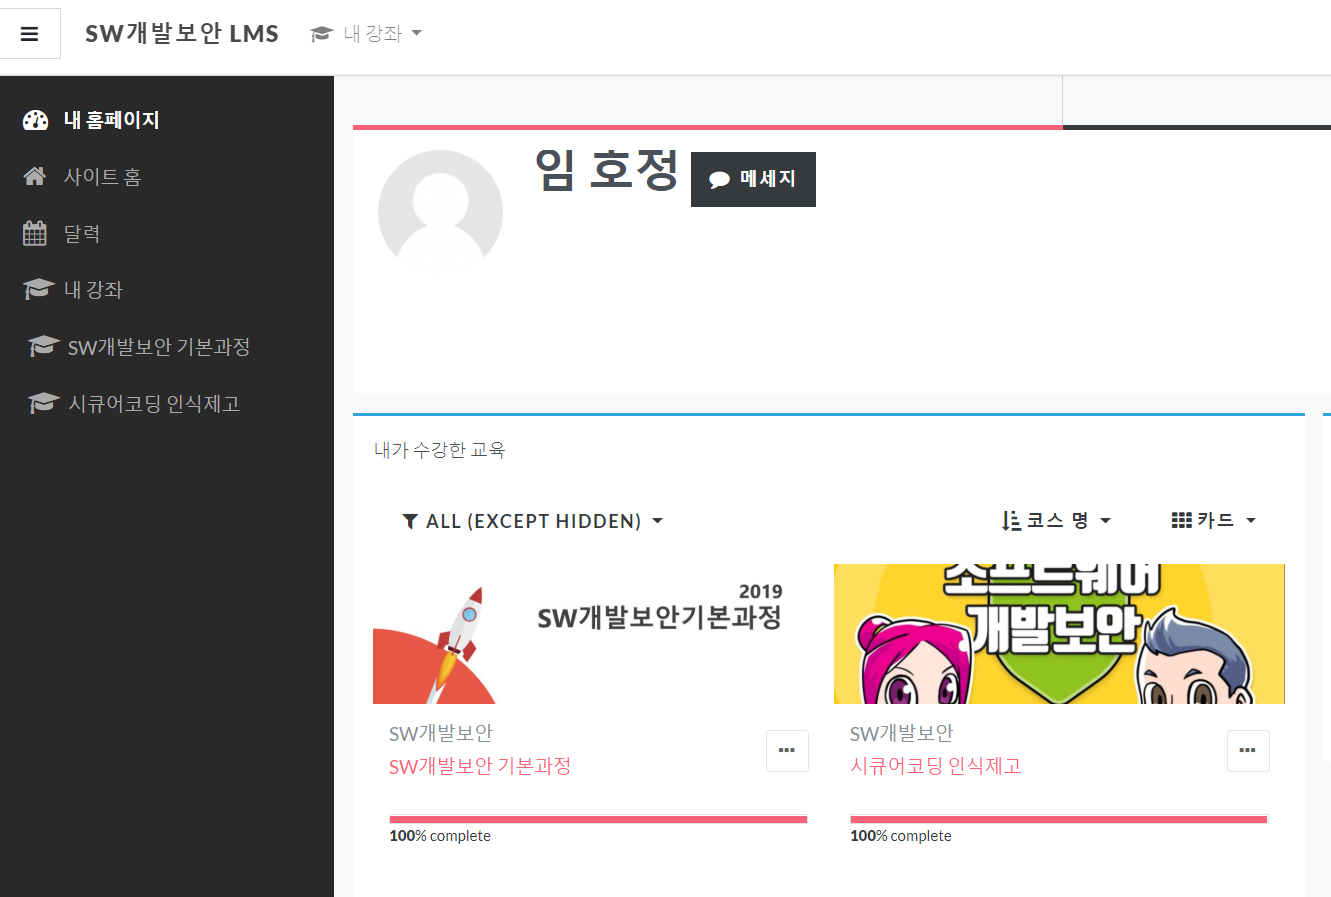 SW개발보안 LMS
내 강좌
내 홈페이지
사이트 홈
달력
내 강좌
SW개발보안 기본과정
시큐어코딩 인식제고
임 호정
메세지
내가 수강한 교육
ALL (EXCEPT HIDDEN)
코스 명
카드
2019
SW개발보안기본과정
소프트웨어
개발보안
SW개발보안
SW개발보안 기본과정
100% complete
SW개발보안
시큐어코딩 인식제고
100% complete